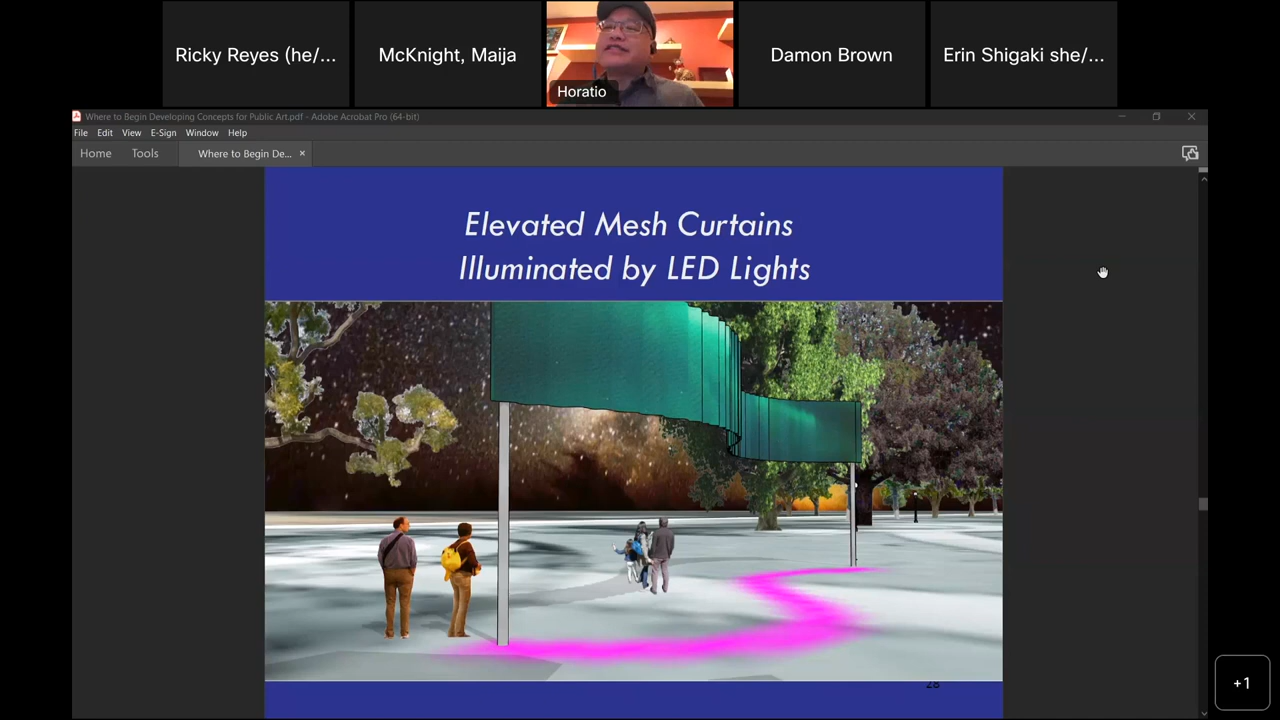 Ricky Reyes (he/...
McKnight, Maija
Horatio
Damon Brown
Erin Shigaki she/...
Where to Begin Developing Concepts for Public Art.pdf - Adobe Acrobat Pro (64-bit)
File Edit View E-Sign Window Help
Home Tools Where to Begin De... ×
Elevated Mesh Curtains
Illuminated by LED Lights
28
+1